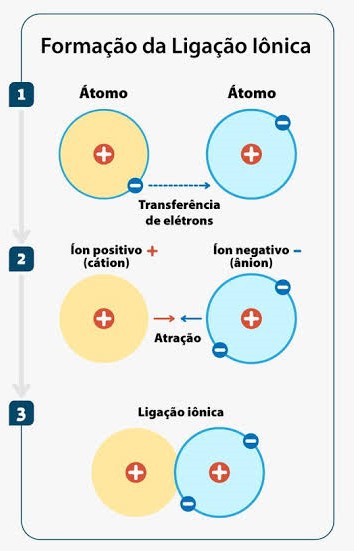 Formação da Ligação Iônica
1
Átomo
Átomo
+
−
+
−
Transferência
de elétrons
2
Íon positivo +
(cátion)
Íon negativo −
(ânion)
+
+
−
−
Atração
3
Ligação iônica
+
+
−
−